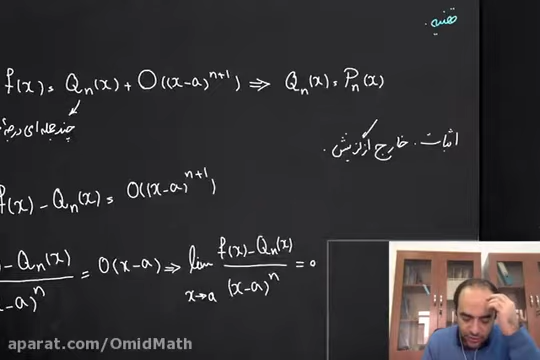 قضیه.
f(x) = Qₙ(x) + O((x-a)ⁿ⁺¹) ⇒ Qₙ(x) = Pₙ(x)
چندجمله‌ای درجه
اثبات. خارج از گزینش.
f(x) - Qₙ(x) = O((x-a)ⁿ⁺¹)
- Qₙ(x) / (x-a)ⁿ = O(x-a) ⇒ lim x→a (f(x) - Qₙ(x)) / (x-a)ⁿ = 0
aparat.com/OmidMath